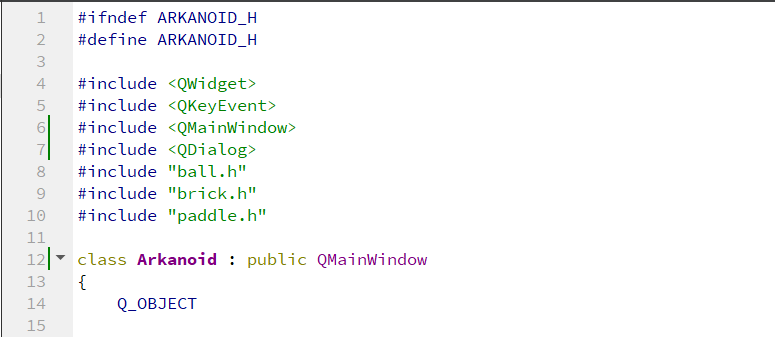 1 #ifndef ARKANOID_H
2 #define ARKANOID_H
3
4 #include <QWidget>
5 #include <QKeyEvent>
6 #include <QMainWindow>
7 #include <QDialog>
8 #include "ball.h"
9 #include "brick.h"
10 #include "paddle.h"
11
12 class Arkanoid : public QMainWindow
13 {
14     Q_OBJECT
15